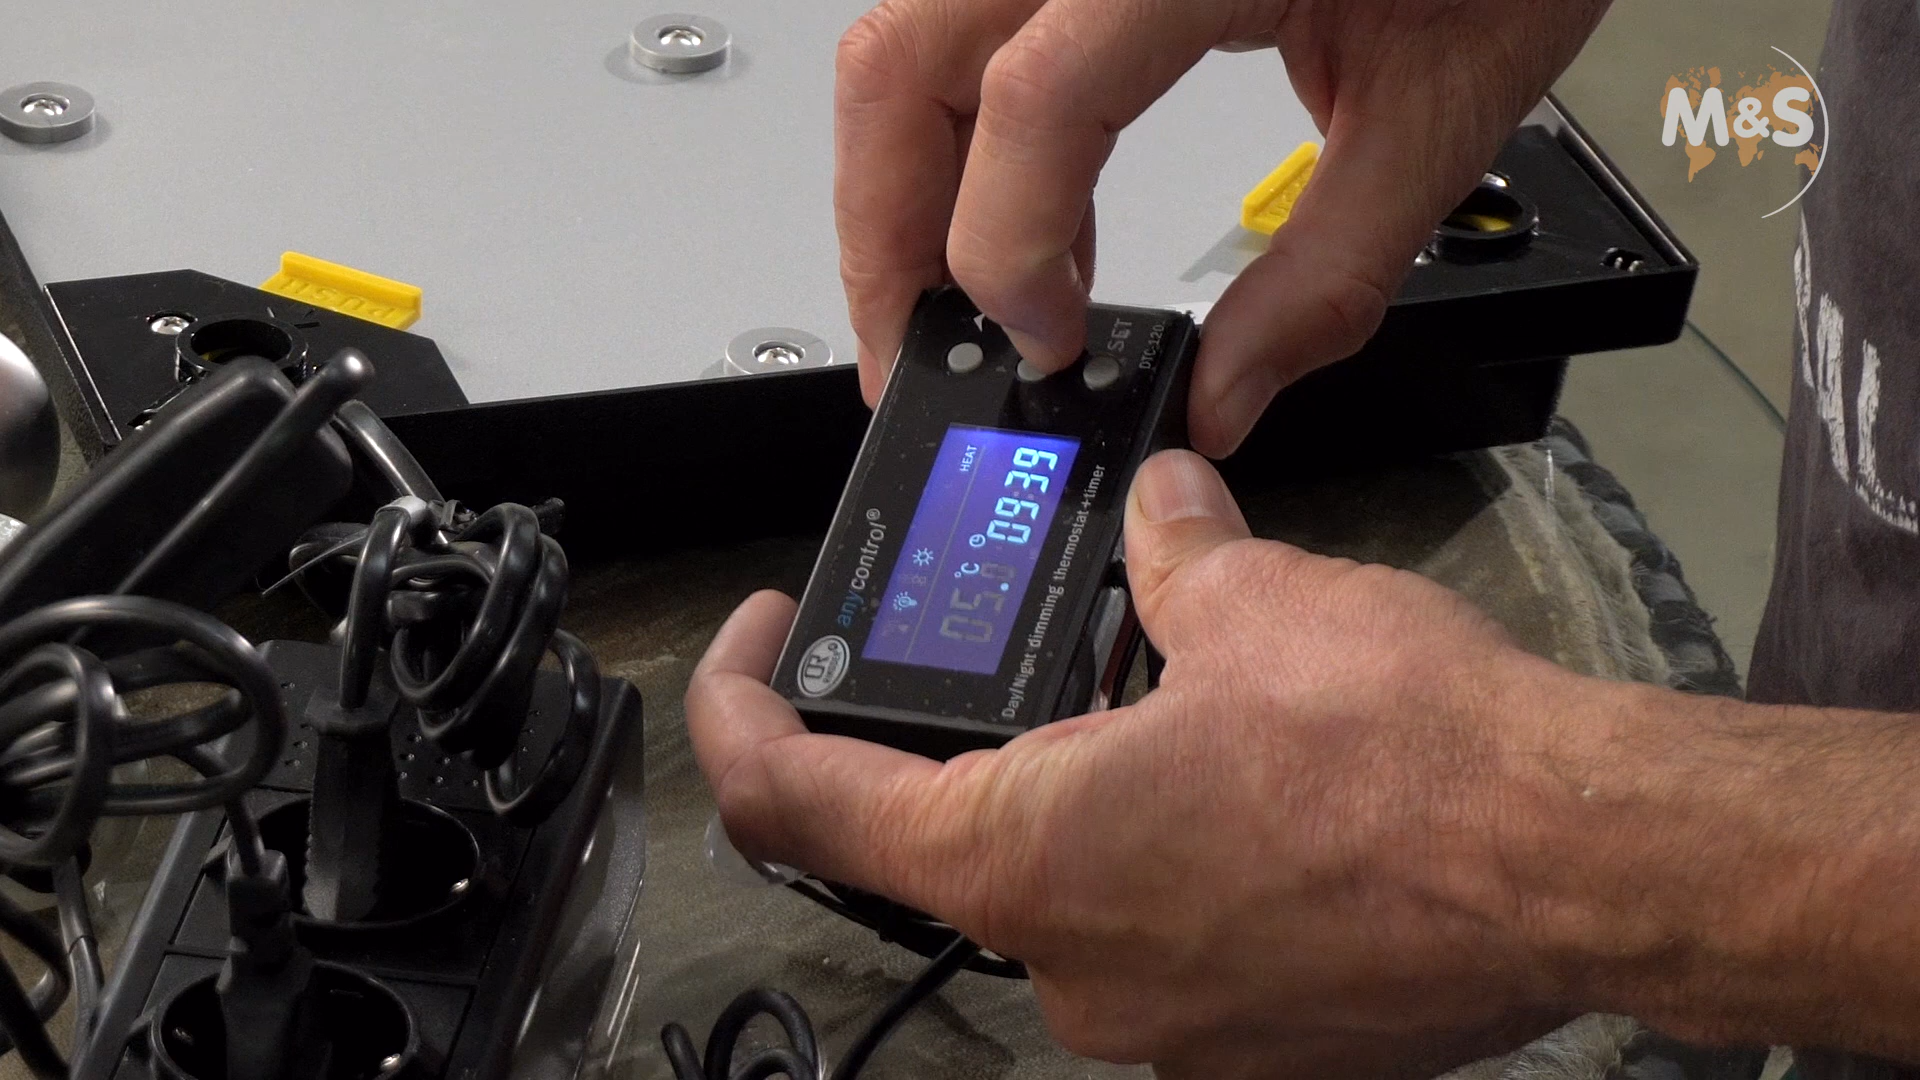 M&S
PUSH
SET
DTC-120
HEAT
09:39
05.0 °C
anycontrol®
Day/Night dimming thermostat+timer